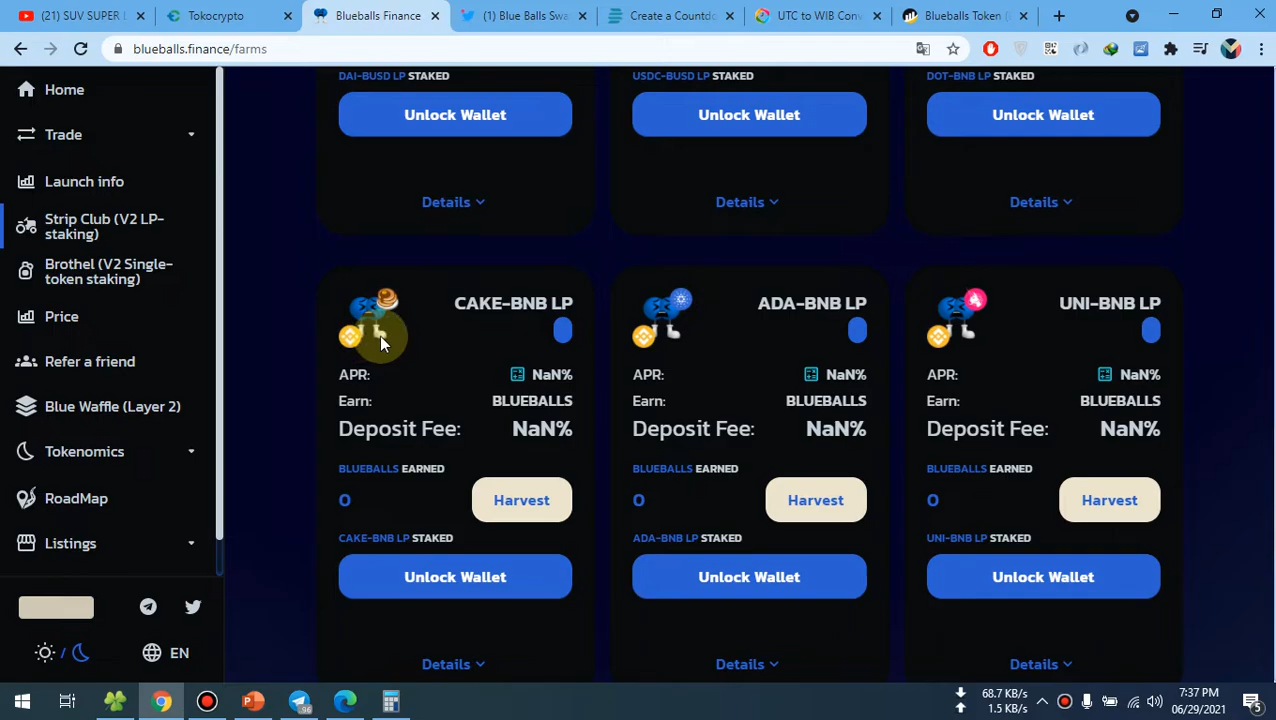 (21) SUV SUPER L
Tokocrypto
Blueballs Finance
(1) Blue Balls Swa
Create a Countdo
UTC to WIB Conv
Blueballs Token (
blueballs.finance/farms
Home
Trade
Launch info
Strip Club (V2 LP-
staking)
Brothel (V2 Single-
token staking)
Price
Refer a friend
Blue Waffle (Layer 2)
Tokenomics
RoadMap
Listings
/
EN
DAI-BUSD LP STAKED
USDC-BUSD LP STAKED
DOT-BNB LP STAKED
Unlock Wallet
Unlock Wallet
Unlock Wallet
Details
Details
Details
CAKE-BNB LP
APR: NaN%
Earn: BLUEBALLS
Deposit Fee: NaN%
BLUEBALLS EARNED
0 Harvest
CAKE-BNB LP STAKED
Unlock Wallet
Details
ADA-BNB LP
APR: NaN%
Earn: BLUEBALLS
Deposit Fee: NaN%
BLUEBALLS EARNED
0 Harvest
ADA-BNB LP STAKED
Unlock Wallet
Details
UNI-BNB LP
APR: NaN%
Earn: BLUEBALLS
Deposit Fee: NaN%
BLUEBALLS EARNED
0 Harvest
UNI-BNB LP STAKED
Unlock Wallet
Details
96
68.7 KB/s
1.5 KB/s
7:37 PM
06/29/2021
5